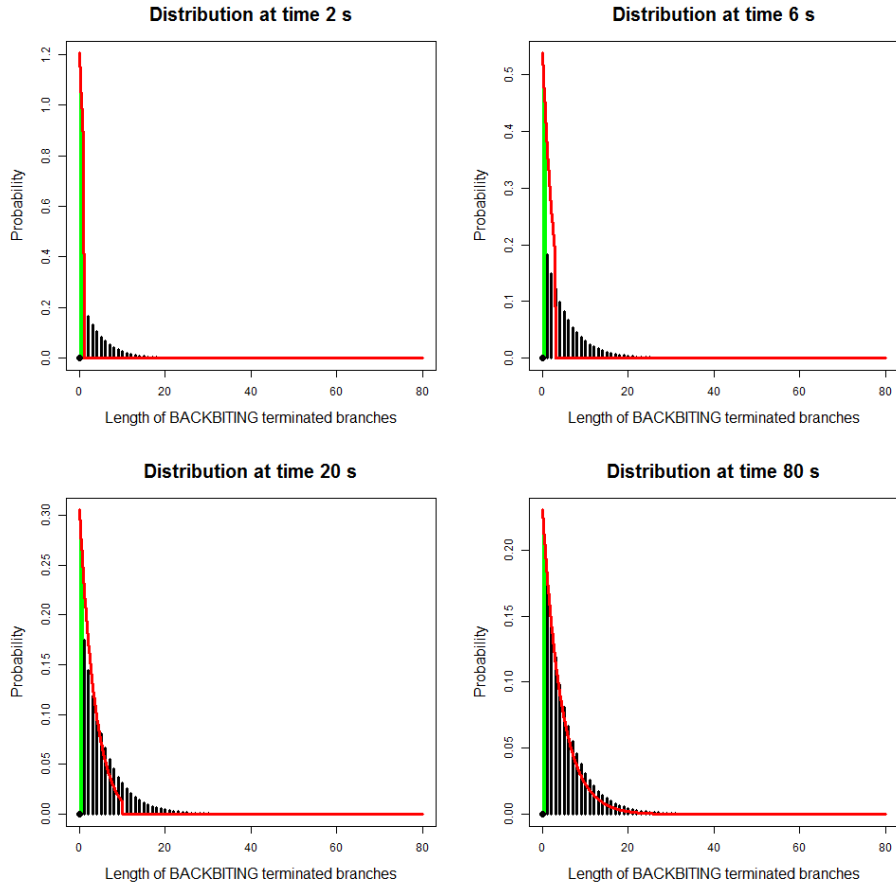 Distribution at time 2 s
Probability
0.0 0.2 0.4 0.6 0.8 1.0 1.2
0 20 40 60 80
Length of BACKBITING terminated branches
Distribution at time 6 s
Probability
0.0 0.1 0.2 0.3 0.4 0.5
0 20 40 60 80
Length of BACKBITING terminated branches
Distribution at time 20 s
Probability
0.00 0.05 0.10 0.15 0.20 0.25 0.30
0 20 40 60 80
Length of BACKBITING terminated branches
Distribution at time 80 s
Probability
0.00 0.05 0.10 0.15 0.20
0 20 40 60 80
Length of BACKBITING terminated branches